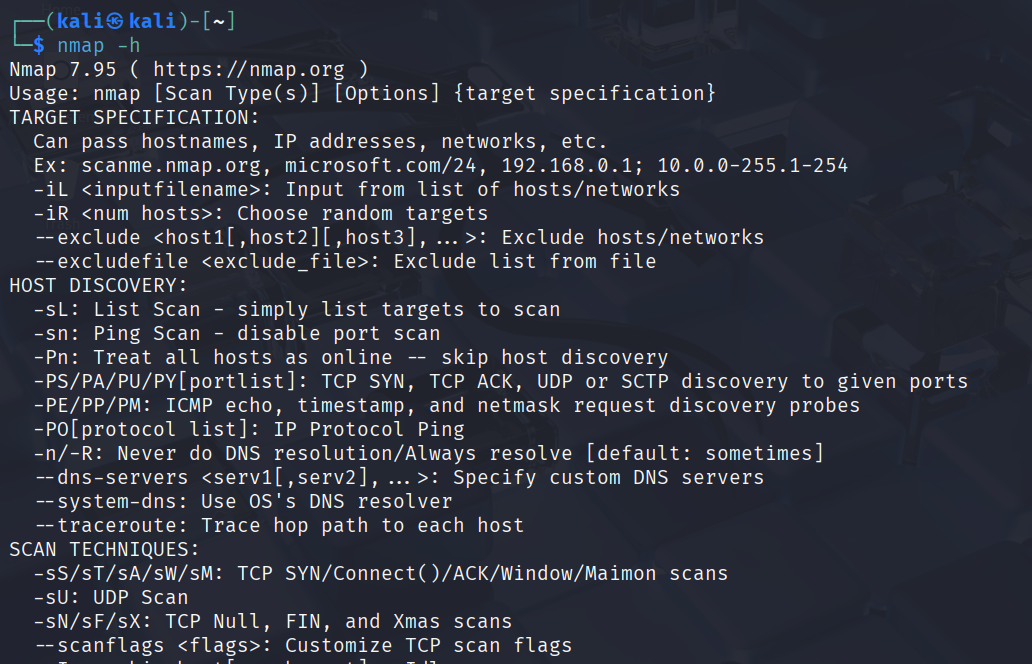 ┌──(kali㉿kali)-[~]
└─$ nmap -h
Nmap 7.95 ( https://nmap.org )
Usage: nmap [Scan Type(s)] [Options] {target specification}
TARGET SPECIFICATION:
  Can pass hostnames, IP addresses, networks, etc.
  Ex: scanme.nmap.org, microsoft.com/24, 192.168.0.1; 10.0.0-255.1-254
  -iL <inputfilename>: Input from list of hosts/networks
  -iR <num hosts>: Choose random targets
  --exclude <host1[,host2][,host3],...>: Exclude hosts/networks
  --excludefile <exclude_file>: Exclude list from file
HOST DISCOVERY:
  -sL: List Scan - simply list targets to scan
  -sn: Ping Scan - disable port scan
  -Pn: Treat all hosts as online -- skip host discovery
  -PS/PA/PU/PY[portlist]: TCP SYN, TCP ACK, UDP or SCTP discovery to given ports
  -PE/PP/PM: ICMP echo, timestamp, and netmask request discovery probes
  -PO[protocol list]: IP Protocol Ping
  -n/-R: Never do DNS resolution/Always resolve [default: sometimes]
  --dns-servers <serv1[,serv2],...>: Specify custom DNS servers
  --system-dns: Use OS's DNS resolver
  --traceroute: Trace hop path to each host
SCAN TECHNIQUES:
  -sS/sT/sA/sW/sM: TCP SYN/Connect()/ACK/Window/Maimon scans
  -sU: UDP Scan
  -sN/sF/sX: TCP Null, FIN, and Xmas scans
  --scanflags <flags>: Customize TCP scan flags